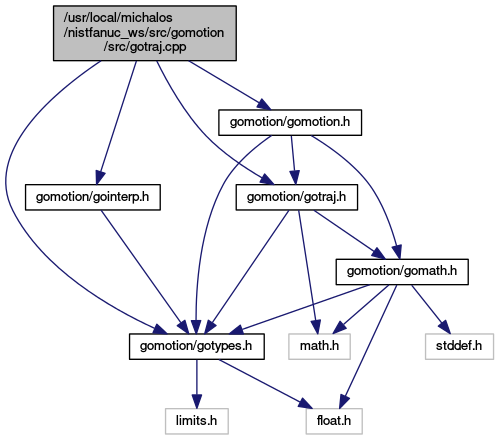 /usr/local/michalos
/nistfanuc_ws/src/gomotion
/src/gotraj.cpp
gomotion/gomotion.h
gomotion/gointerp.h
gomotion/gotraj.h
gomotion/gomath.h
gomotion/gotypes.h
math.h
stddef.h
limits.h
float.h